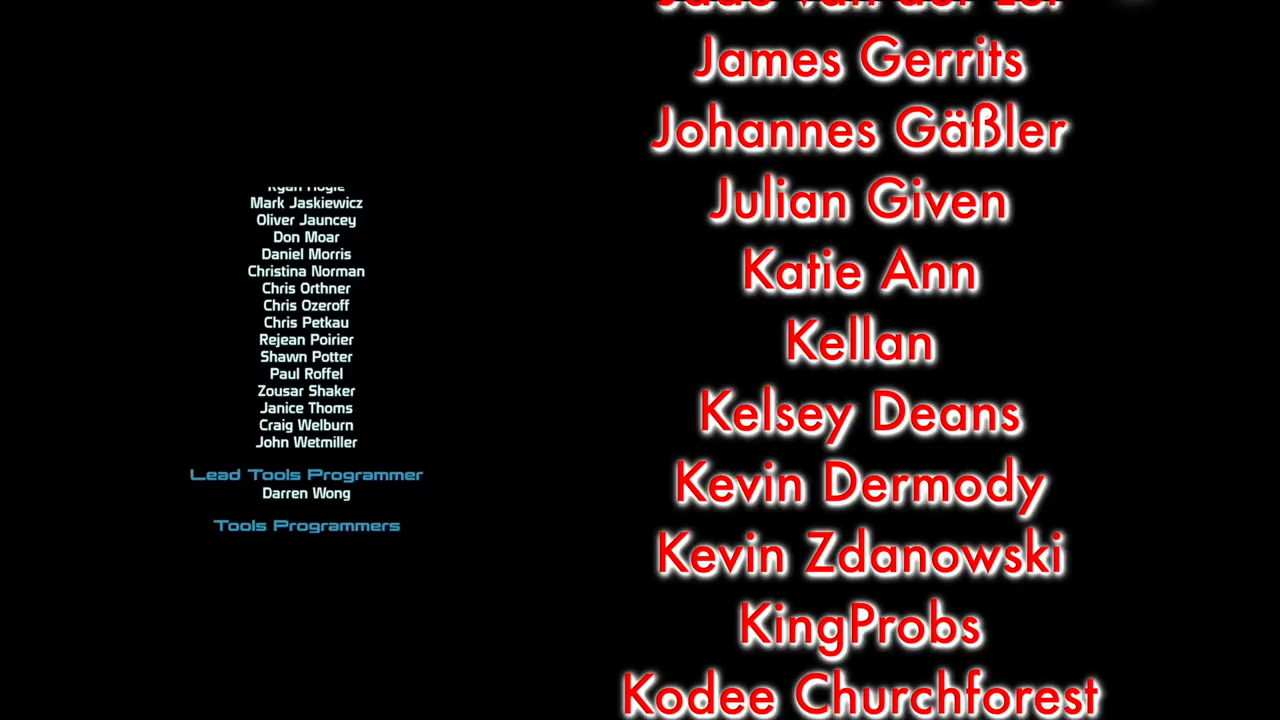 Mark Jaskiewicz
Oliver Jauncey
Don Moar
Daniel Morris
Christina Norman
Chris Orthner
Chris Ozeroff
Chris Petkau
Rejean Poirier
Shawn Potter
Paul Roffel
Zousar Shaker
Janice Thoms
Craig Welburn
John Wetmiller
Lead Tools Programmer
Darren Wong
Tools Programmers
James Gerrits
Johannes Gäßler
Julian Given
Katie Ann
Kellan
Kelsey Deans
Kevin Dermody
Kevin Zdanowski
KingProbs
Kodee Churchforest